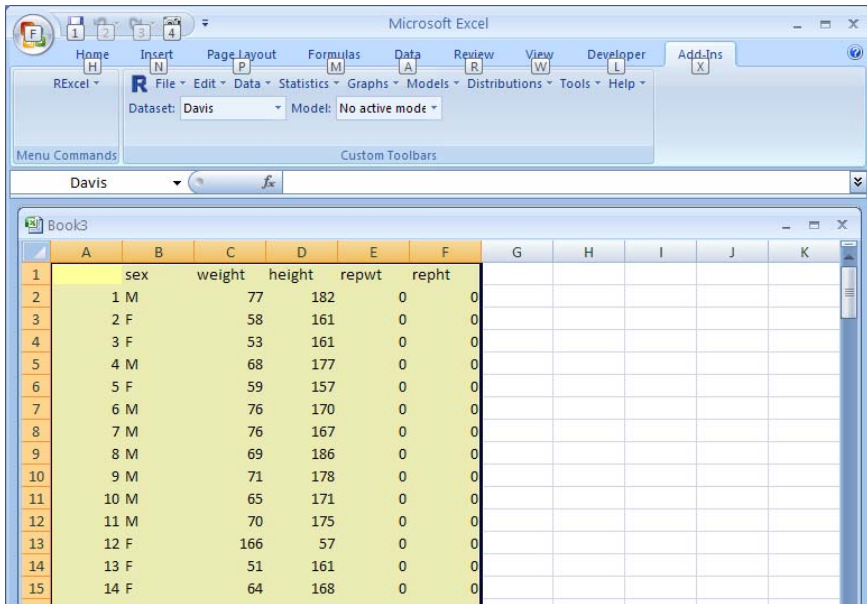 Microsoft Excel
F 1 2 3 4
Home Insert Page Layout Formulas Data Review View Developer Add-Ins
H N P M A R W L X
RExcel R File Edit Data Statistics Graphs Models Distributions Tools Help
Dataset: Davis Model: No active mode
Menu Commands Custom Toolbars
Davis fx
Book3
A B C D E F G H I J K
1 sex weight height repwt repht
2 1 M 77 182 0 0
3 2 F 58 161 0 0
4 3 F 53 161 0 0
5 4 M 68 177 0 0
6 5 F 59 157 0 0
7 6 M 76 170 0 0
8 7 M 76 167 0 0
9 8 M 69 186 0 0
10 9 M 71 178 0 0
11 10 M 65 171 0 0
12 11 M 70 175 0 0
13 12 F 166 57 0 0
14 13 F 51 161 0 0
15 14 F 64 168 0 0